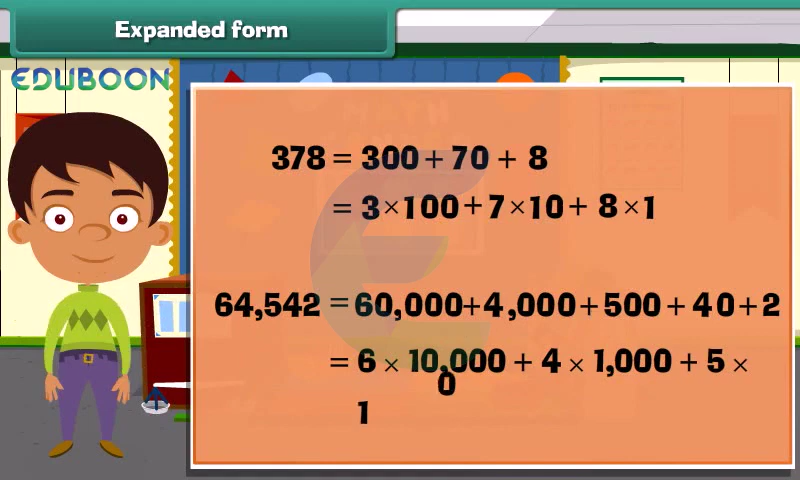 Expanded form
EDUBOON
378 = 300 + 70 + 8
= 3×100 + 7×10 + 8×1
64,542 = 60,000+4,000+500+40+2
= 6 × 10,000 + 4 × 1,000 + 5 ×
0
1